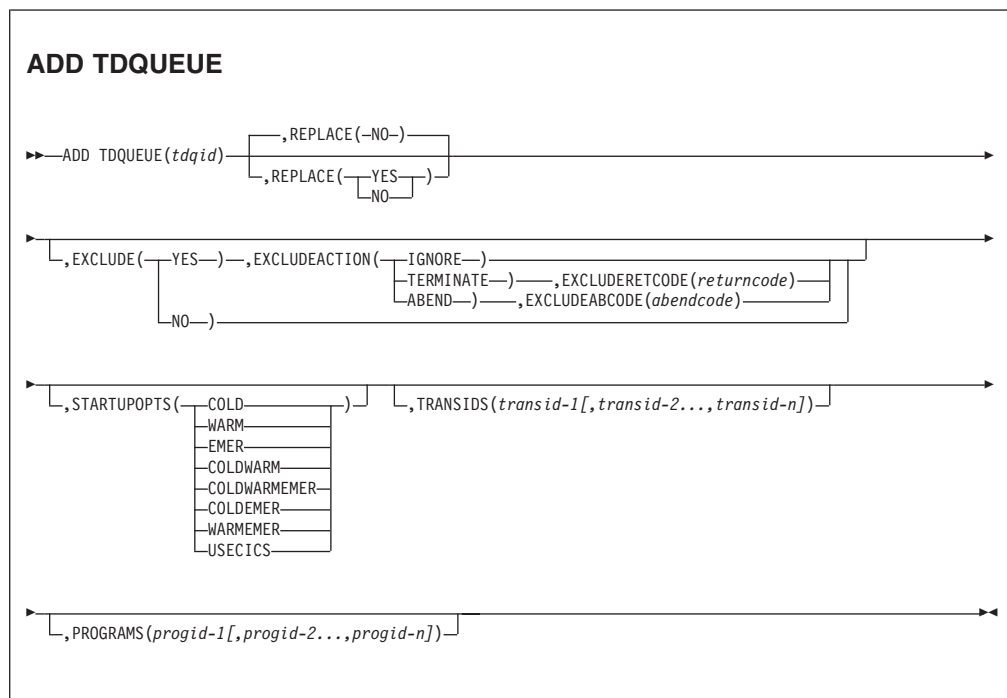 ADD TDQUEUE
,REPLACE(NO)
ADD TDQUEUE(tdqid)
,REPLACE( YES )
NO
,EXCLUDE( YES ) ,EXCLUDEACTION( IGNORE )
TERMINATE ) ,EXCLUDERETCODE(returncode)
ABEND ) ,EXCLUDEABCODE(abendcode)
NO )
,STARTUPOPTS( COLD ) ,TRANSIDS(transid-1[,transid-2...,transid-n])
WARM
EMER
COLDWARM
COLDWARMEMER
COLDEMER
WARMEMER
USECICS
,PROGRAMS(progid-1[,progid-2...,progid-n])